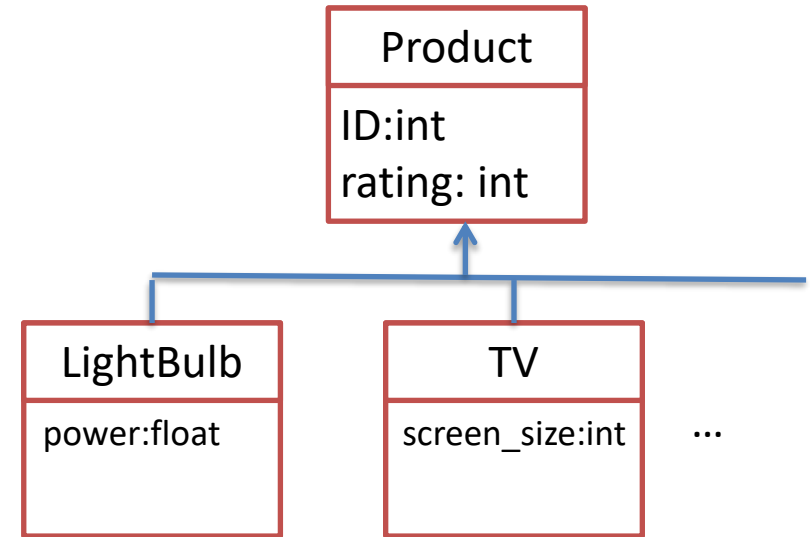 Product
ID:int
rating: int
LightBulb
power:float
TV
screen_size:int
...